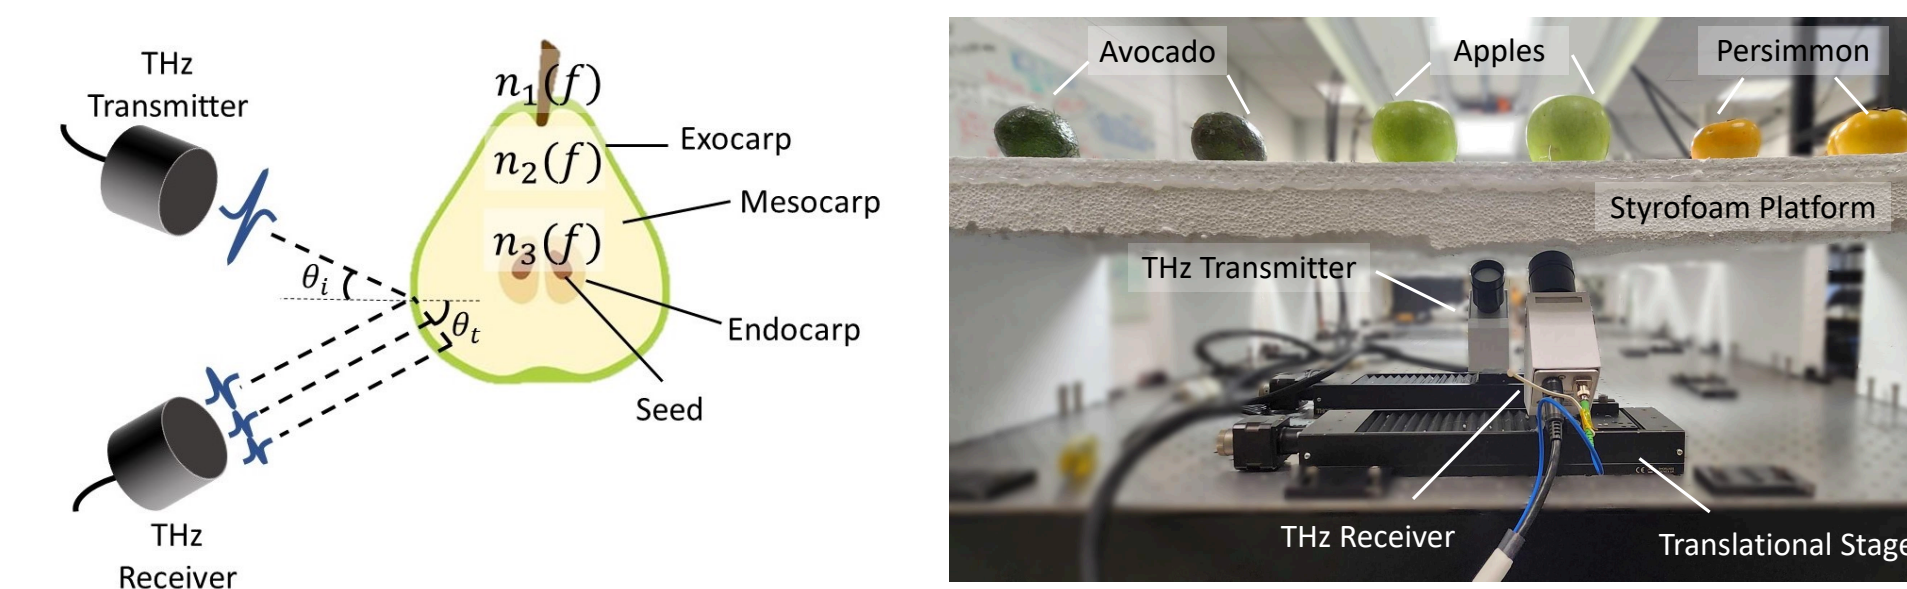 THz
Transmitter
n₁(f)
Exocarp
n₂(f)
Mesocarp
n₃(f)
θᵢ
θₜ
Endocarp
Seed
THz
Receiver
Avocado
Apples
Persimmon
Styrofoam Platform
THz Transmitter
THz Receiver
Translational Stage